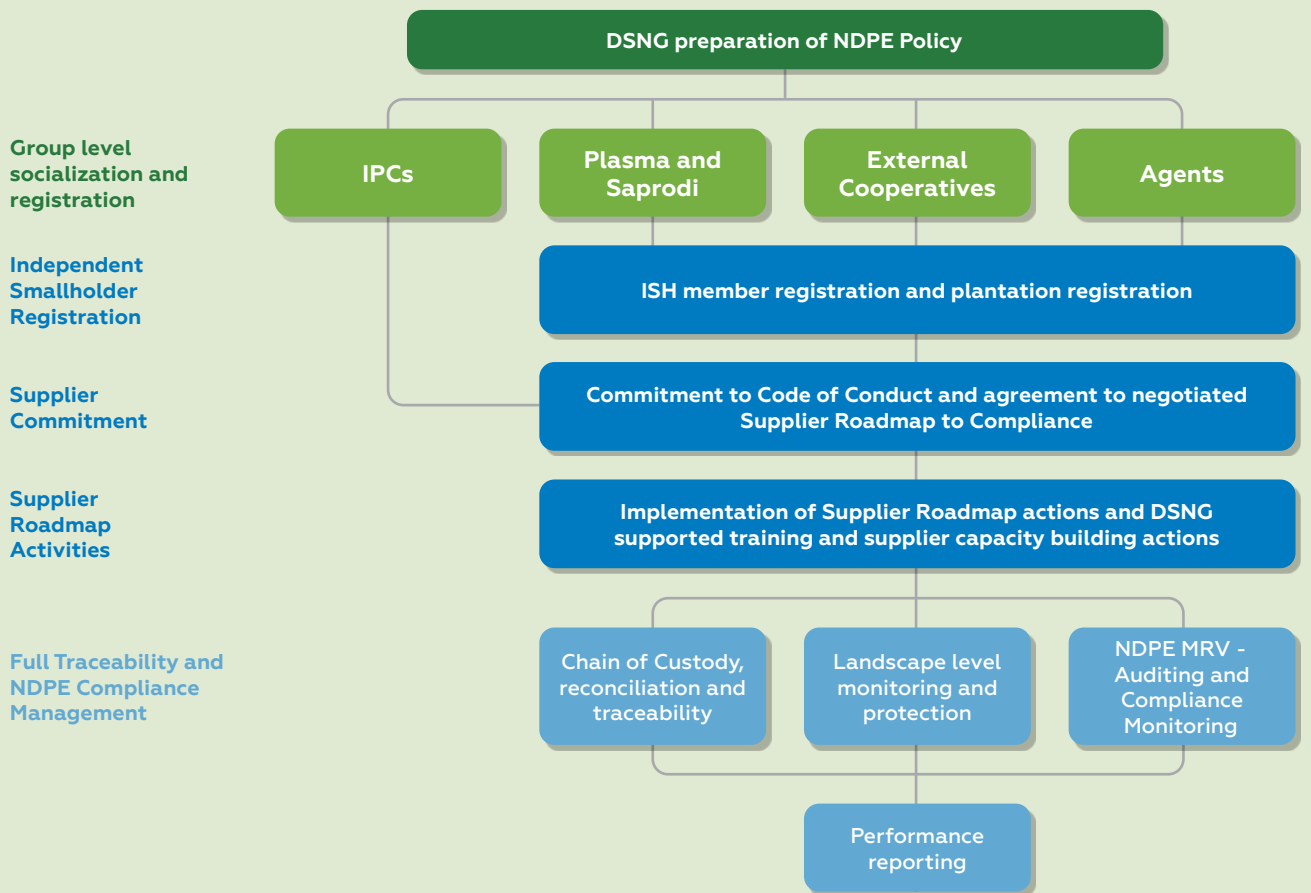 DSNG preparation of NDPE Policy
Group level
socialization and
registration
IPCs
Plasma and
Saprodi
External
Cooperatives
Agents
Independent
Smallholder
Registration
ISH member registration and plantation registration
Supplier
Commitment
Commitment to Code of Conduct and agreement to negotiated
Supplier Roadmap to Compliance
Supplier
Roadmap
Activities
Implementation of Supplier Roadmap actions and DSNG
supported training and supplier capacity building actions
Full Traceability and
NDPE Compliance
Management
Chain of Custody,
reconciliation and
traceability
Landscape level
monitoring and
protection
NDPE MRV -
Auditing and
Compliance
Monitoring
Performance
reporting